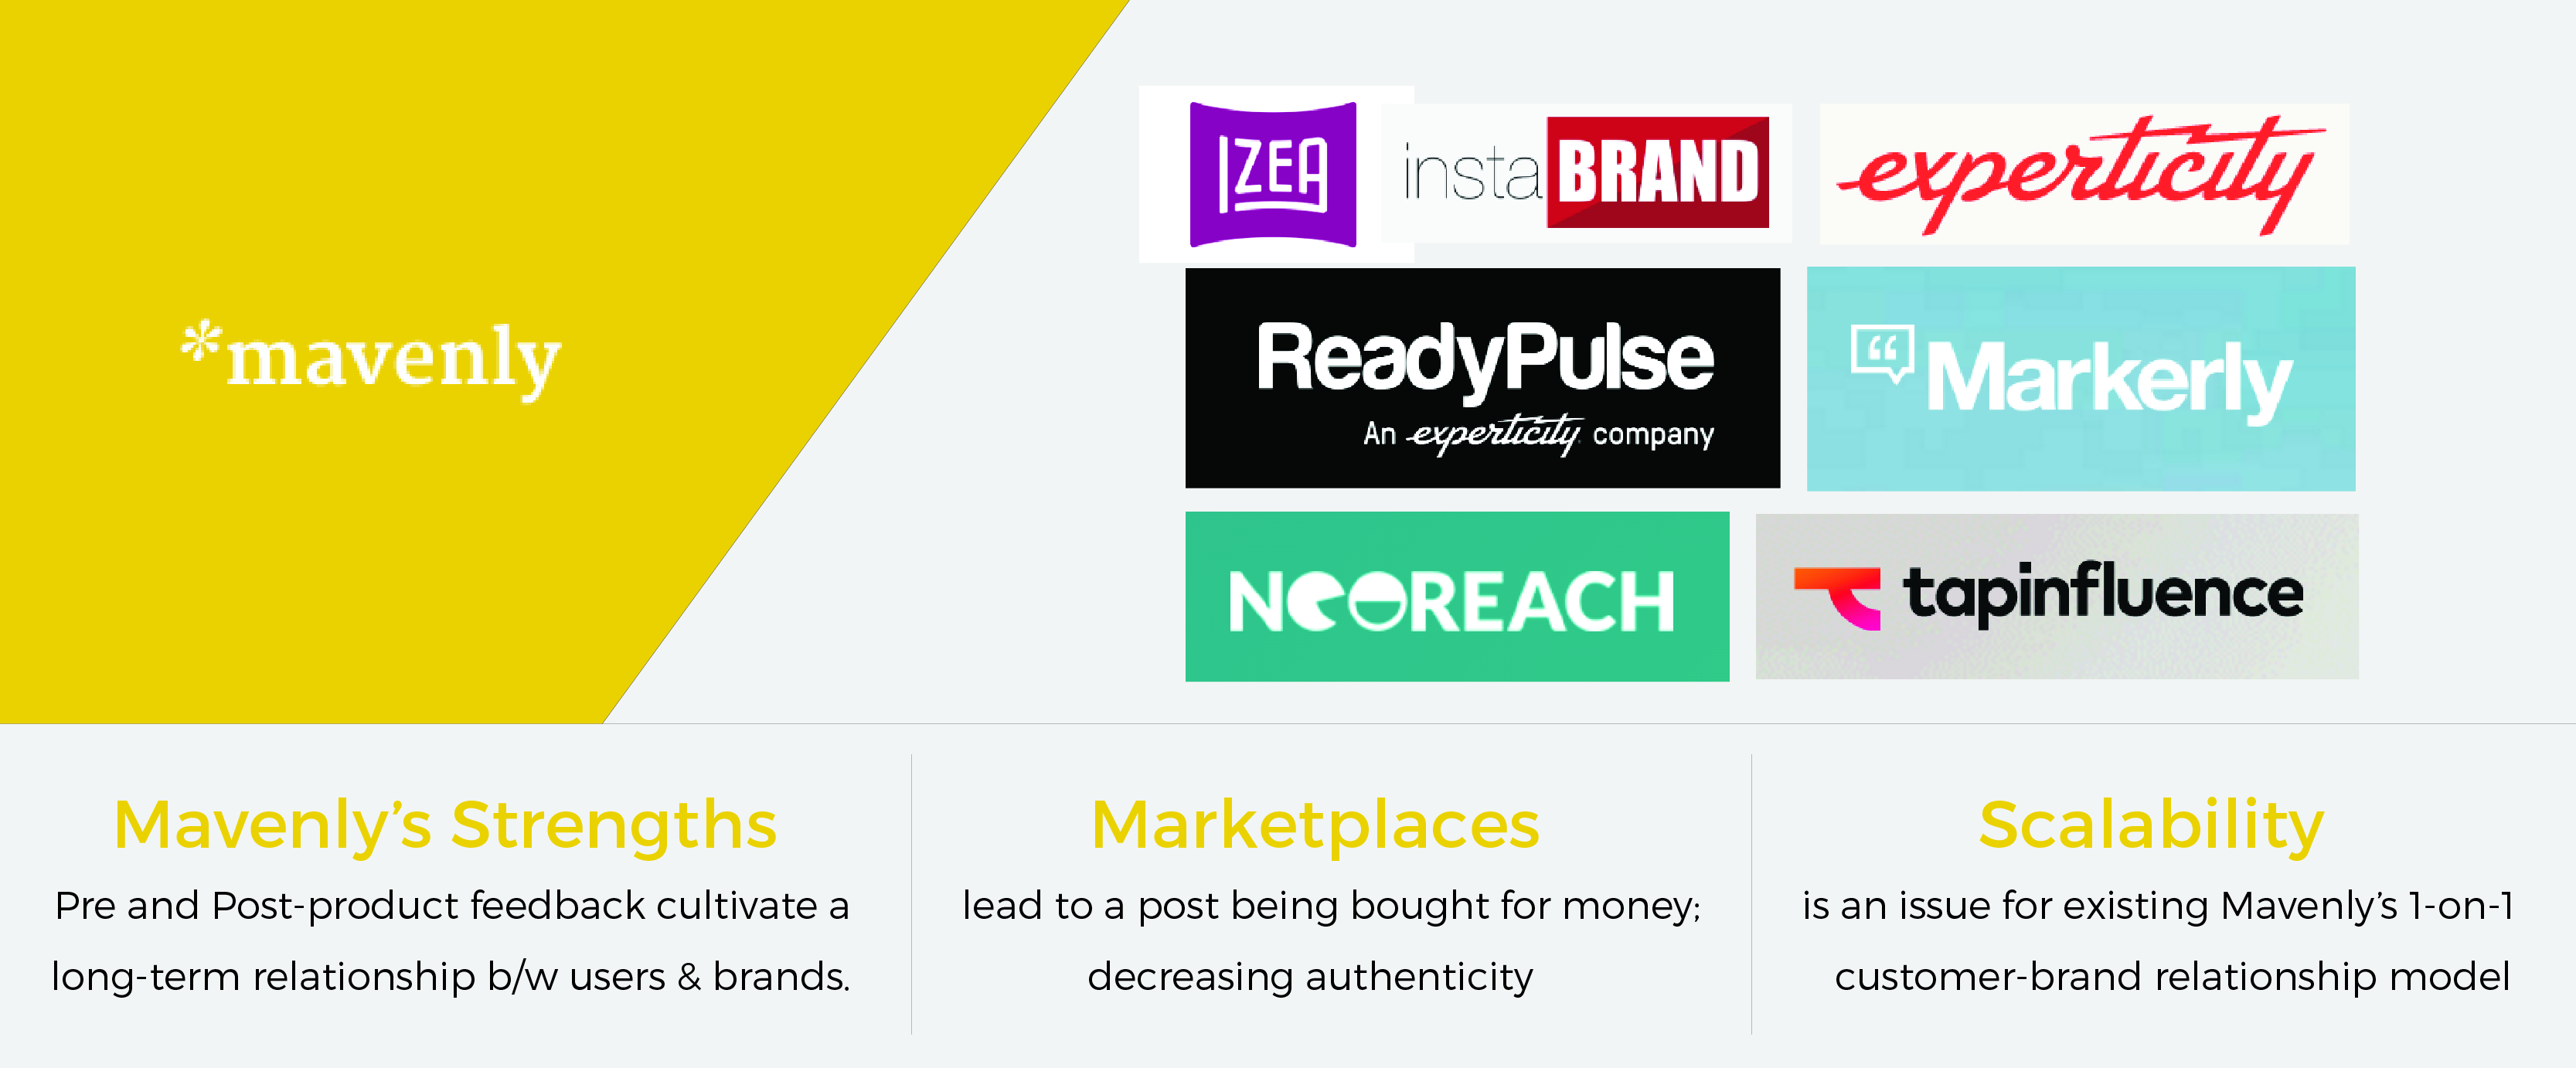 *mavenly
IZEA
instaBRAND
experticity
ReadyPulse
An experticity company
Markerly
NEOREACH
tapinfluence
Mavenly’s Strengths
Pre and Post-product feedback cultivate a
long-term relationship b/w users & brands.
Marketplaces
lead to a post being bought for money;
decreasing authenticity
Scalability
is an issue for existing Mavenly’s 1-on-1
customer-brand relationship model